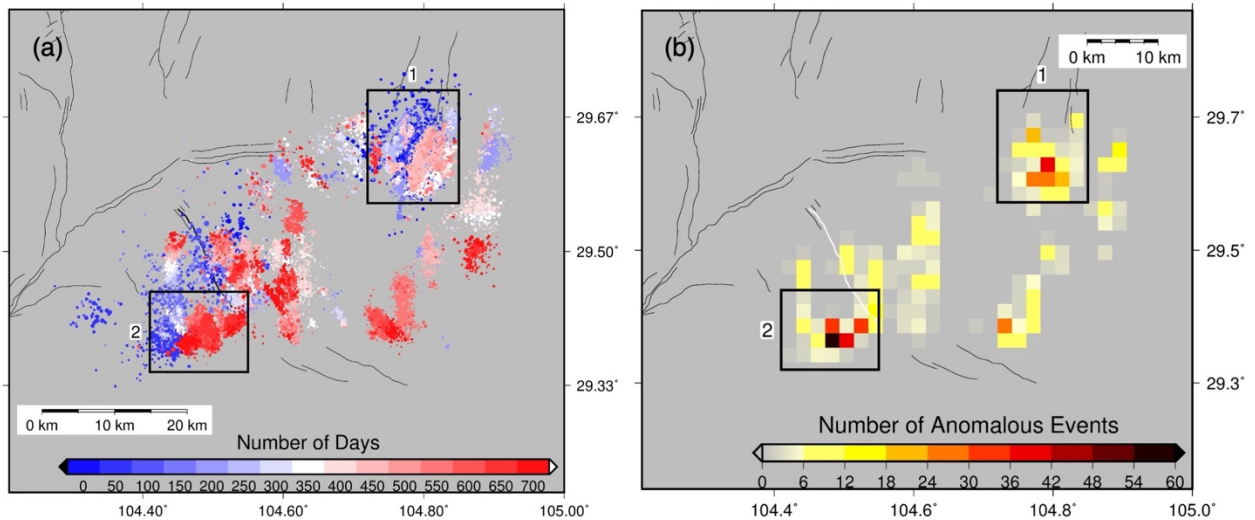 (a)
1
2
0 km 10 km 20 km
Number of Days
0 50 100 150 200 250 300 350 400 450 500 550 600 650 700
104.40˚ 104.60˚ 104.80˚ 105.00˚
29.67˚
29.50˚
29.33˚
(b)
0 km 10 km
1
2
Number of Anomalous Events
0 6 12 18 24 30 36 42 48 54 60
104.4˚ 104.6˚ 104.8˚ 105.0˚
29.7˚
29.5˚
29.3˚